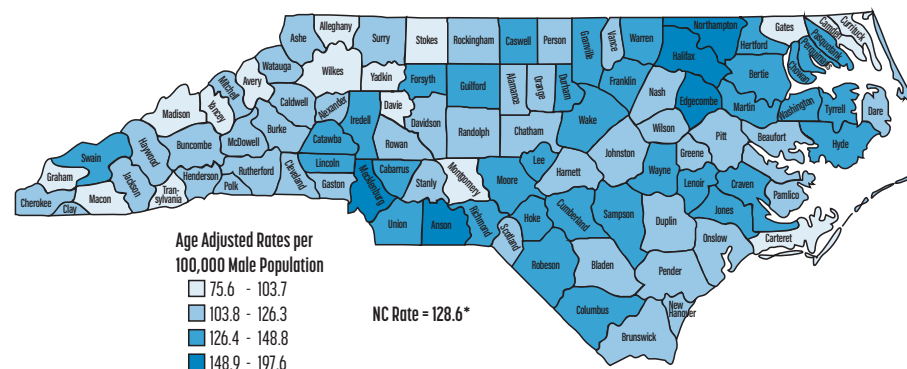 Ashe
Alleghany
Surry
Stokes
Rockingham
Caswell
Person
Granville
Vance
Warren
Northampton
Halifax
Hertford
Gates
Camden
Currituck
Pasquotank
Perquimans
Chowan
Watauga
Wilkes
Yadkin
Forsyth
Guilford
Alamance
Orange
Durham
Franklin
Nash
Edgecombe
Bertie
Martin
Washington
Tyrrell
Dare
Mitchell
Avery
Caldwell
Alexander
Iredell
Davie
Davidson
Randolph
Chatham
Wake
Wilson
Pitt
Beaufort
Hyde
Madison
Yancey
McDowell
Burke
Catawba
Rowan
Johnston
Greene
Swain
Haywood
Buncombe
Rutherford
Cleveland
Lincoln
Gaston
Cabarrus
Stanly
Montgomery
Moore
Lee
Harnett
Wayne
Lenoir
Craven
Pamlico
Graham
Cherokee
Clay
Macon
Jackson
Tran-
sylvania
Henderson
Polk
Mecklenburg
Union
Anson
Richmond
Scotland
Hoke
Cumberland
Sampson
Duplin
Jones
Onslow
Carteret
Robeson
Bladen
Pender
Columbus
Brunswick
New
Hanover
Age Adjusted Rates per
100,000 Male Population
75.6 - 103.7
103.8 - 126.3
126.4 - 148.8
148.9 - 197.6
NC Rate = 128.6*